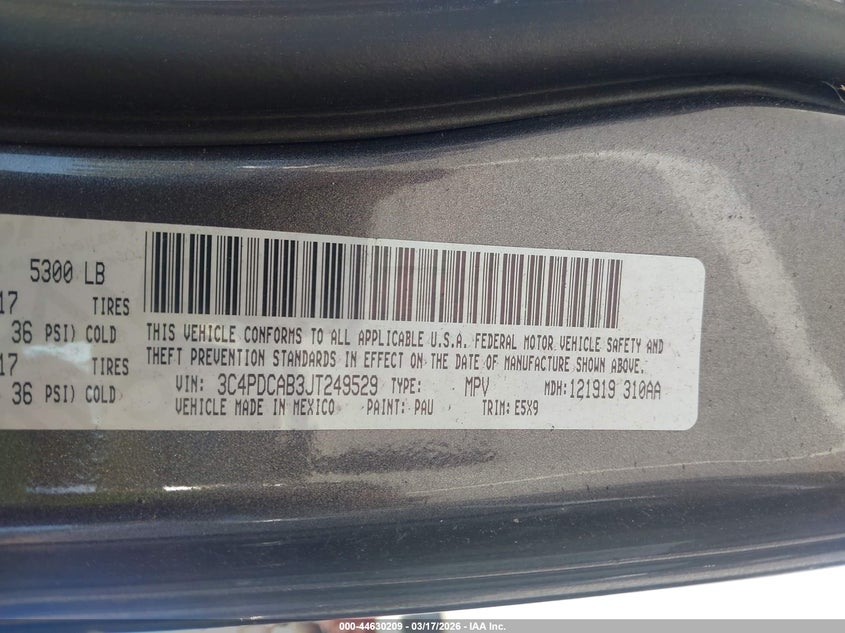 5300 LB
17 TIRES
36 PSI) COLD
17 TIRES
36 PSI) COLD
THIS VEHICLE CONFORMS TO ALL APPLICABLE U.S.A. FEDERAL MOTOR VEHICLE SAFETY AND
THEFT PREVENTION STANDARDS IN EFFECT ON THE DATE OF MANUFACTURE SHOWN ABOVE.
VIN: 3C4PDCAB3JT249529 TYPE: MPV MDH:121919 310AA
VEHICLE MADE IN MEXICO PAINT: PAU TRIM: E5X9
000-44630209 - 03/17/2026 - IAA Inc.